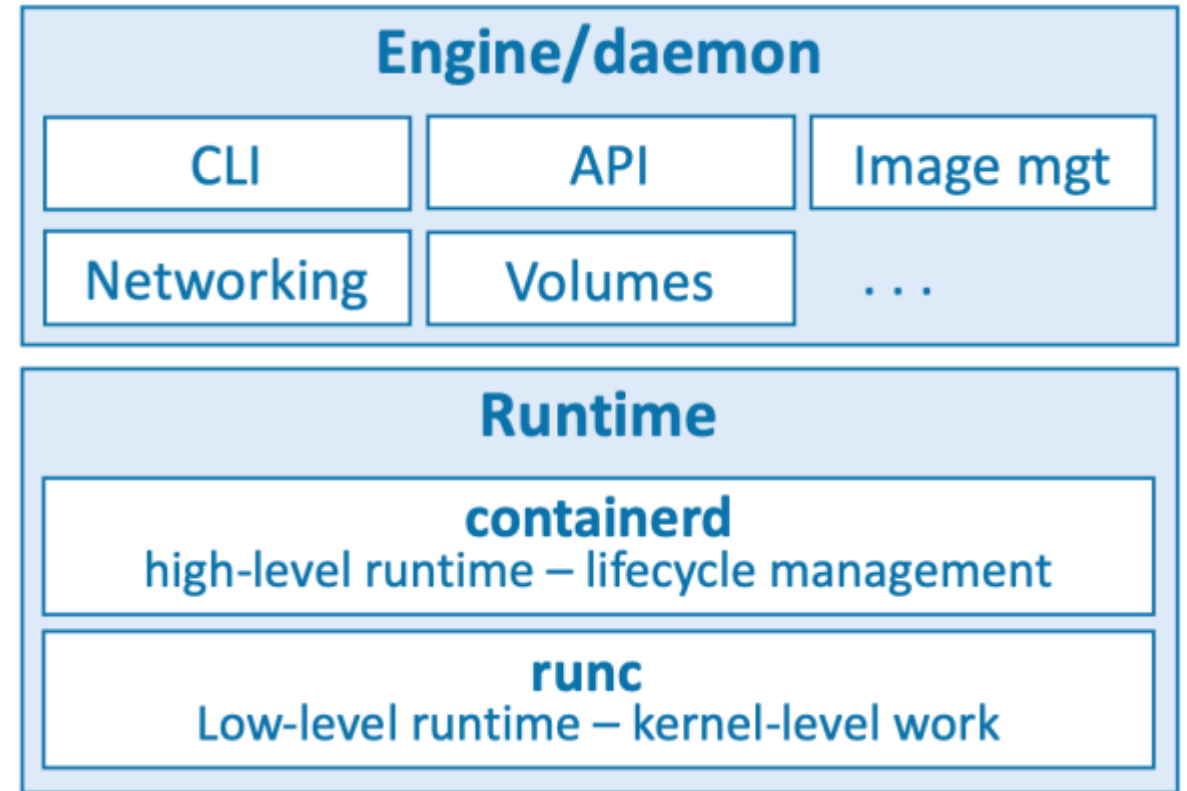 Engine/daemon
CLI
API
Image mgt
Networking
Volumes
. . .
Runtime
containerd
high-level runtime – lifecycle management
runc
Low-level runtime – kernel-level work